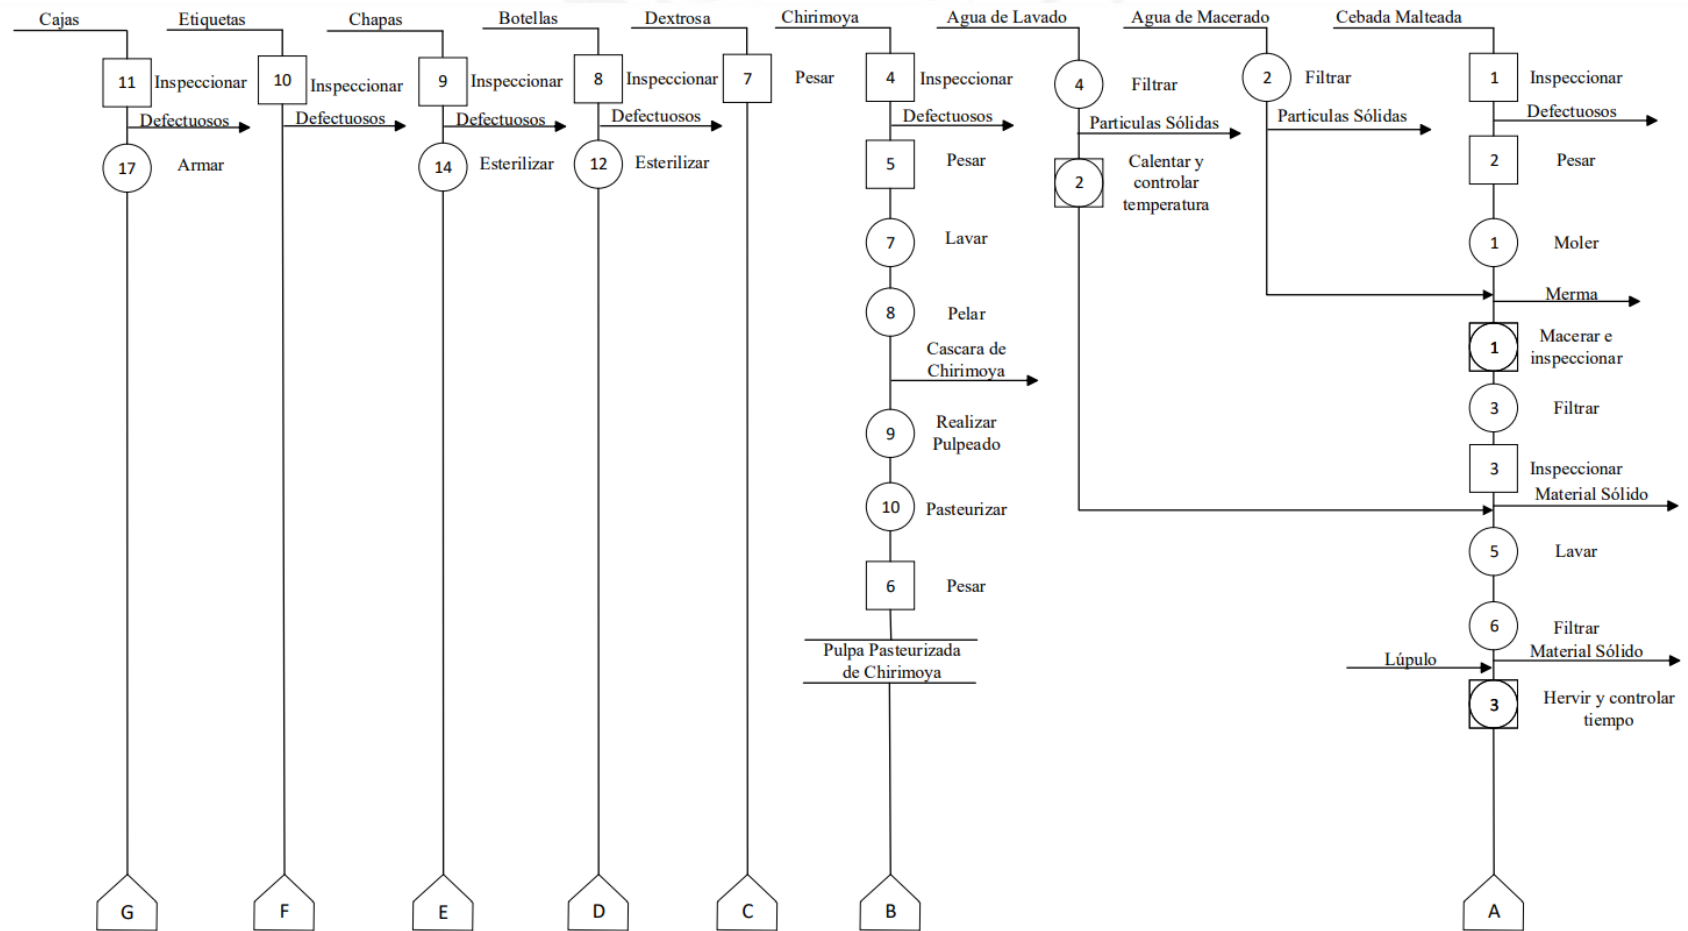 Cajas
Etiquetas
Chapas
Botellas
Dextrosa
Chirimoya
Agua de Lavado
Agua de Macerado
Cebada Malteada
11
Inspeccionar
Defectuosos
17
Armar
G
10
Inspeccionar
Defectuosos
F
9
Inspeccionar
Defectuosos
14
Esterilizar
E
8
Inspeccionar
Defectuosos
12
Esterilizar
D
7
Pesar
C
4
Inspeccionar
Defectuosos
5
Pesar
7
Lavar
8
Pelar
Cascara de
Chirimoya
9
Realizar
Pulpeado
10
Pasteurizar
6
Pesar
Pulpa Pasteurizada
de Chirimoya
B
4
Filtrar
Particulas Sólidas
2
Calentar y
controlar
temperatura
2
Filtrar
Particulas Sólidas
1
Inspeccionar
Defectuosos
2
Pesar
1
Moler
Merma
1
Macerar e
inspeccionar
3
Filtrar
3
Inspeccionar
Material Sólido
5
Lavar
6
Filtrar
Material Sólido
Lúpulo
3
Hervir y controlar
tiempo
A